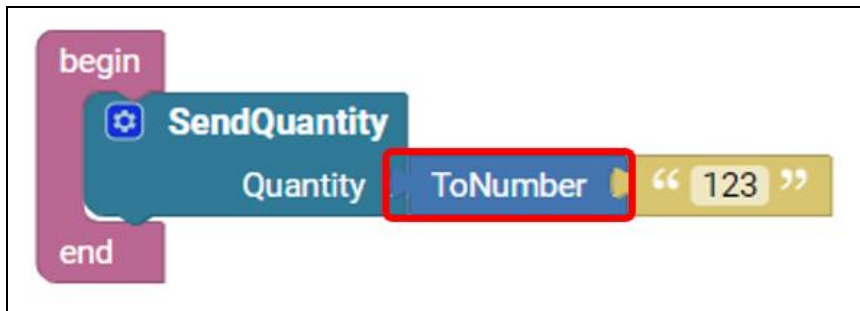 begin
SendQuantity
Quantity ToNumber “ 123 ”
end